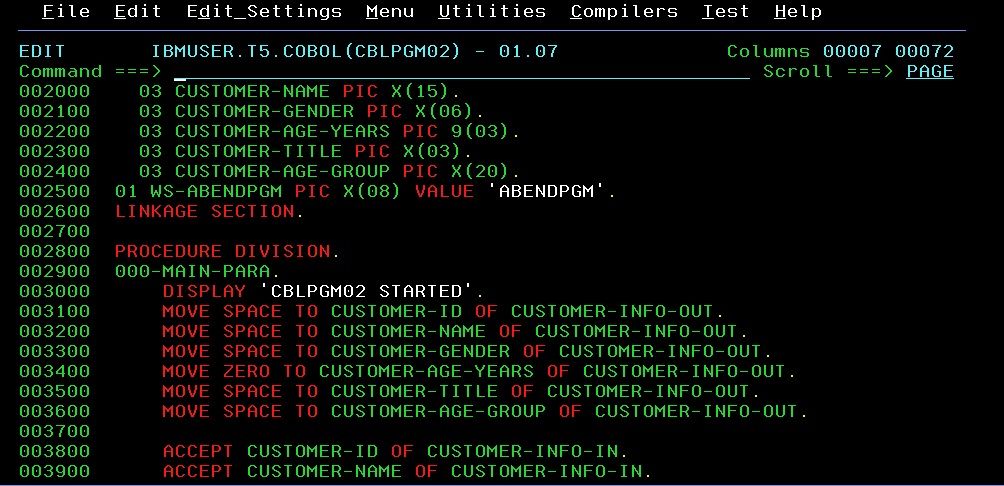 File Edit Edit_Settings Menu Utilities Compilers Test Help
EDIT IBMUSER.T5.COBOL(CBLPGM02) - 01.07 Columns 00007 00072
Command ===> Scroll ===> PAGE
002000 03 CUSTOMER-NAME PIC X(15).
002100 03 CUSTOMER-GENDER PIC X(06).
002200 03 CUSTOMER-AGE-YEARS PIC 9(03).
002300 03 CUSTOMER-TITLE PIC X(03).
002400 03 CUSTOMER-AGE-GROUP PIC X(20).
002500 01 WS-ABENDPGM PIC X(08) VALUE 'ABENDPGM'.
002600 LINKAGE SECTION.
002700
002800 PROCEDURE DIVISION.
002900 000-MAIN-PARA.
003000 DISPLAY 'CBLPGM02 STARTED'.
003100 MOVE SPACE TO CUSTOMER-ID OF CUSTOMER-INFO-OUT.
003200 MOVE SPACE TO CUSTOMER-NAME OF CUSTOMER-INFO-OUT.
003300 MOVE SPACE TO CUSTOMER-GENDER OF CUSTOMER-INFO-OUT.
003400 MOVE ZERO TO CUSTOMER-AGE-YEARS OF CUSTOMER-INFO-OUT.
003500 MOVE SPACE TO CUSTOMER-TITLE OF CUSTOMER-INFO-OUT.
003600 MOVE SPACE TO CUSTOMER-AGE-GROUP OF CUSTOMER-INFO-OUT.
003700
003800 ACCEPT CUSTOMER-ID OF CUSTOMER-INFO-IN.
003900 ACCEPT CUSTOMER-NAME OF CUSTOMER-INFO-IN.